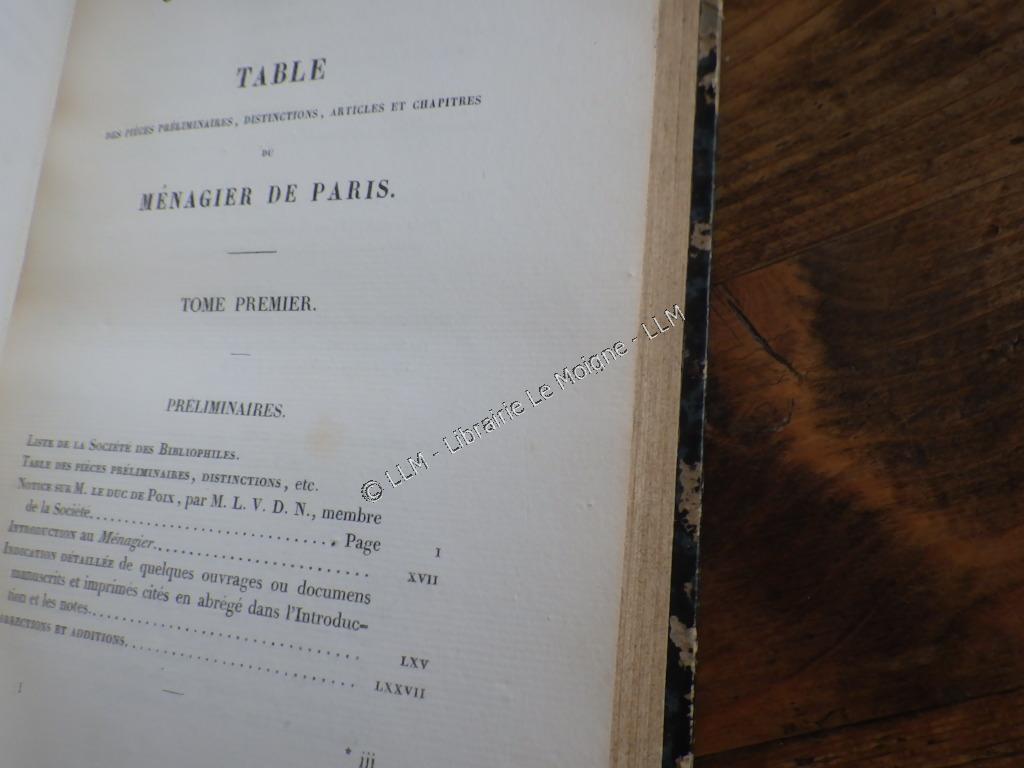 TABLE
DES PIÈCES PRÉLIMINAIRES, DISTINCTIONS, ARTICLES ET CHAPITRES
DU
MÉNAGIER DE PARIS.
TOME PREMIER.
PRÉLIMINAIRES.
LISTE DE LA SOCIÉTÉ DES BIBLIOPHILES.
TABLE DES PIÈCES PRÉLIMINAIRES, DISTINCTIONS, etc.
NOTICE SUR M. LE DUC DE POIX, par M. L. V. D. N., membre
de la Société.............................. Page I
INTRODUCTION au Ménagier.............................. XVII
INDICATION DÉTAILLÉE de quelques ouvrages ou documens
manuscrits et imprimés cités en abrégé dans l'Introduc-
tion et les notes.............................. LXV
CORRECTIONS ET ADDITIONS.............................. LXXVII
I
* iij
© LLM - Librairie Le Moigne - LLM